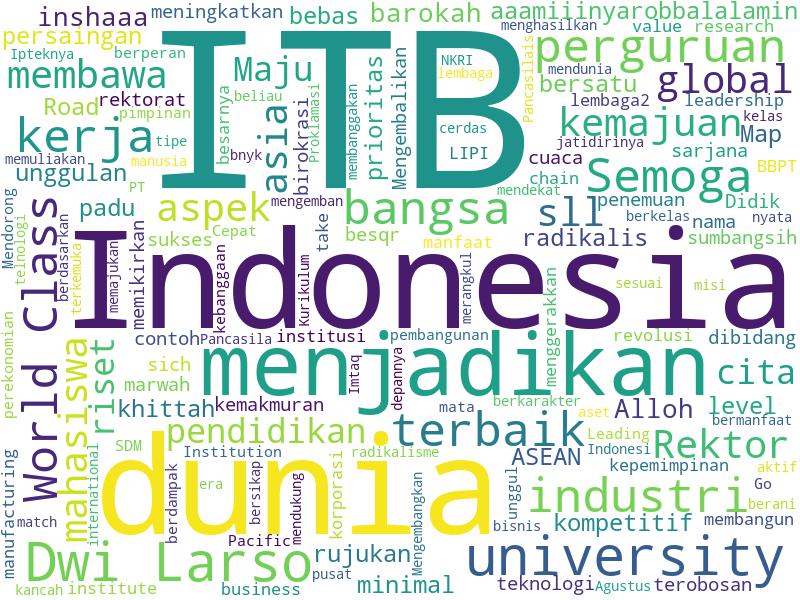 inshaaa
meningkatkan
bebas
barokah
aaamiiinyarobbalalamin
persaingan
menghasilkan
value
research
Ipteknya
berperan
ITB
NKRI
perguruan
membawa
Maju
lembaga
Pancasilais
mendunia
global
Road
rektorat
besarnya
beliau
Proklamasi
membanggakan
prioritas
Mengembalikan
bersatu
lembaga2
leadership
pimpinan
asia
birokrasi
kerja
tipe
bnyk
cerdas
kemajuan
kelas
Map
memuliakan
manusia
LIPI
jatidirinya
sarjana
unggulan
cuaca
BBPT
PT
chain
Semoga
Mendorong
padu
aspek
mengemban
bangsa
mendekat
penemuan
Didik
sll
berkelas
nama
nyata
telnologi
World Class
berdasarkan
terkemuka
memajukan
memikirkan
sukses
Cepat
kebanggaan
Kurikulum
take
besqr
manfaat
radikalis
sumbangsih
Indonesia
merangkul
menggerakkan
sesuai
misi
perekonomian
mahasiswa
riset
contoh
Pancasila
institusi
pembangunan
revolusi
dibidang
menjadikan
sich
marwah
Imtaq
depannya
cita
khittah
kemakmuran
mata
berkarakter
aset
Alloh
level
bermanfaat
pendidikan
terbaik
Leading
Indonesi
Rektor
SDM
Institution
radikalisme
ASEAN
kepemimpinan
aktif
manufacturing
international
dunia
berdampak
era
bersikap
mendukung
korporasi
Mengembangkan
unggul
industri
Go
berani
match
Pacific
bisnis
kompetitif
membangun
Dwi Larso
rujukan
university
kancah
institute
business
pusat
minimal
teknologi
Agustus
terobosan